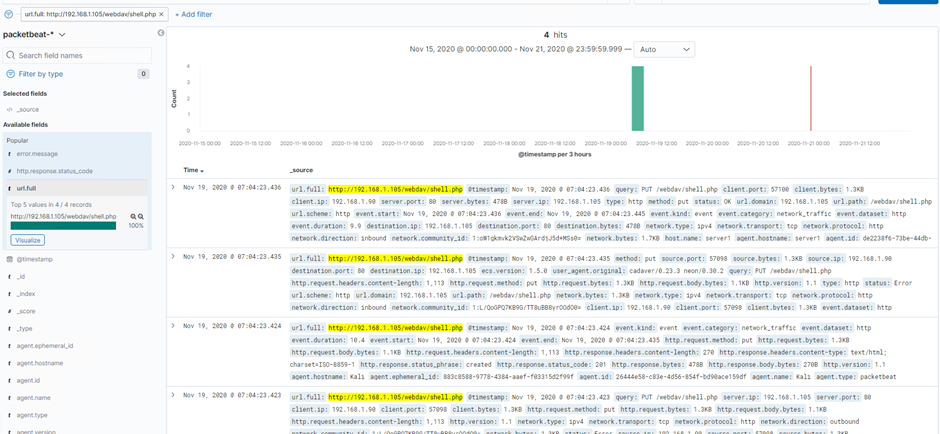 url.full: http://192.168.1.105/webdav/shell.php × + Add filter
packetbeat-*
Search field names
Filter by type 0
Selected fields
_source
Available fields
Popular
t error.message
# http.response.status_code
t url.full
Top 5 values in 4 / 4 records
http://192.168.1.105/webdav/shell.php
100%
Visualize
@timestamp
t _id
t _index
# _score
t _type
t agent.ephemeral_id
t agent.hostname
t agent.id
t agent.name
t agent.type
t agent.version
4 hits
Nov 15, 2020 @ 00:00:00.000 - Nov 21, 2020 @ 23:59:59.999 — Auto
Count
4
3
2
1
0
2020-11-15 00:00 2020-11-15 12:00 2020-11-16 00:00 2020-11-16 12:00 2020-11-17 00:00 2020-11-17 12:00 2020-11-18 00:00 2020-11-18 12:00 2020-11-19 00:00 2020-11-19 12:00 2020-11-20 00:00 2020-11-20 12:00 2020-11-21 00:00 2020-11-21 12:00
@timestamp per 3 hours
Time _source
Nov 19, 2020 @ 07:04:23.436 url.full: http://192.168.1.105/webdav/shell.php @timestamp: Nov 19, 2020 @ 07:04:23.436 query: PUT /webdav/shell.php client.port: 57100 client.bytes: 1.3KB
client.ip: 192.168.1.90 server.port: 80 server.bytes: 478B server.ip: 192.168.1.105 type: http method: put status: OK url.domain: 192.168.1.105 url.path: /webdav/shell.php
url.scheme: http event.start: Nov 19, 2020 @ 07:04:23.436 event.end: Nov 19, 2020 @ 07:04:23.445 event.kind: event event.category: network_traffic event.dataset: http
event.duration: 9.9 destination.ip: 192.168.1.105 destination.port: 80 destination.bytes: 478B network.type: ipv4 network.transport: tcp network.protocol: http
network.direction: inbound network.community_id: network.bytes: 1.7KB host.name: server1 agent.hostname: server1 agent.id: de2238f6-73be-44db-
Nov 19, 2020 @ 07:04:23.435 url.full: http://192.168.1.105/webdav/shell.php @timestamp: Nov 19, 2020 @ 07:04:23.435 method: put source.port: 57098 source.bytes: 1.3KB source.ip: 192.168.1.90
destination.port: 80 destination.ip: 192.168.1.105 ecs.version: 1.5.0 user_agent.original: cadaver/0.23.3 neon/0.30.2 query: PUT /webdav/shell.php
http.request.headers.content-length: 1,113 http.request.method: put http.request.body.bytes: 1.1KB http.request.bytes: 1.3KB http.version: 1.1 type: http status: Error
url.scheme: http url.domain: 192.168.1.105 url.path: /webdav/shell.php network.bytes: 1.3KB network.type: ipv4 network.transport: tcp network.protocol: http
network.direction: inbound network.community_id: client.ip: 192.168.1.90 client.port: 57098 client.bytes: 1.3KB event.dataset: http
Nov 19, 2020 @ 07:04:23.424 url.full: http://192.168.1.105/webdav/shell.php @timestamp: Nov 19, 2020 @ 07:04:23.424 event.kind: event event.category: network_traffic event.dataset: http
event.duration: 10.4 event.start: Nov 19, 2020 @ 07:04:23.424 event.end: Nov 19, 2020 @ 07:04:23.435 http.request.method: put http.request.bytes: 1.3KB
http.request.body.bytes: 1.1KB http.request.headers.content-length: 1,113 http.response.headers.content-length: 270 http.response.headers.content-type: text/html;
charset=ISO-8859-1 http.response.status_phrase: created http.response.status_code: 201 http.response.bytes: 478B http.response.body.bytes: 270B http.version: 1.1
agent.hostname: Kali agent.ephemeral_id: 883c8588-9778-4384-aaef-f03315d2f99f agent.id: 26444e58-c83e-4d56-854f-bd90ace159df agent.name: Kali agent.type: packetbeat
Nov 19, 2020 @ 07:04:23.423 url.full: http://192.168.1.105/webdav/shell.php @timestamp: Nov 19, 2020 @ 07:04:23.423 query: PUT /webdav/shell.php server.ip: 192.168.1.105 server.port: 80
client.ip: 192.168.1.90 client.port: 57098 client.bytes: 1.3KB http.request.method: put http.request.bytes: 1.3KB http.request.body.bytes: 1.1KB
http.request.headers.content-length: 1,113 http.version: 1.1 type: http network.type: ipv4 network.transport: tcp network.protocol: http network.direction: outbound